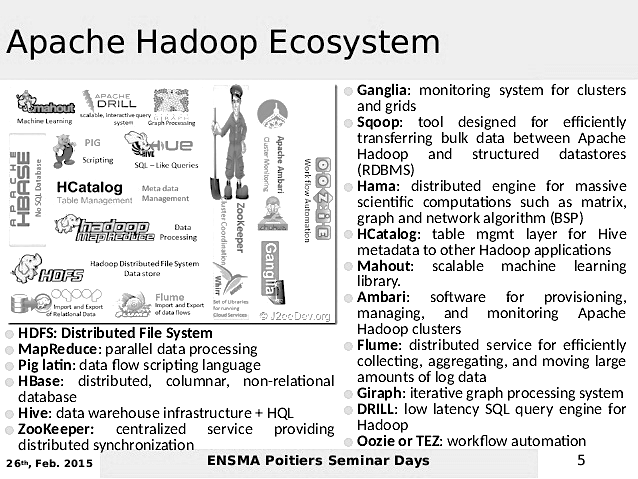 Apache Hadoop Ecosystem
mahout
Machine Learning
APACHE
DRILL
scalable, Interactive query
system
GIRAPH
Graph Processing
PIG
Scripting
HIVE
HUE
SQL – Like Queries
APACHE
HBASE
No SQL Database
HCatalog
Table Management
Meta data
Management
hadoop
Map Reduce
Data
Processing
HDFS
Hadoop Distributed File System
Data store
Import and Export
of Relational Data
Flume
Import and Export
of data flows
ZooKeeper
Cluster Coordination
Whirr
Set of Libraries
for running
Cloud Services
Apache Ambari
Cluster Monitoring
Ganglia
OOZIE
Workflow Automation
© J2eeDev.org
HDFS: Distributed File System
MapReduce: parallel data processing
Pig latin: data flow scripting language
HBase: distributed, columnar, non-relational
database
Hive: data warehouse infrastructure + HQL
ZooKeeper: centralized service providing
distributed synchronization
Ganglia: monitoring system for clusters
and grids
Sqoop: tool designed for efficiently
transferring bulk data between Apache
Hadoop and structured datastores
(RDBMS)
Hama: distributed engine for massive
scientific computations such as matrix,
graph and network algorithm (BSP)
HCatalog: table mgmt layer for Hive
metadata to other Hadoop applications
Mahout: scalable machine learning
library.
Ambari: software for provisioning,
managing, and monitoring Apache
Hadoop clusters
Flume: distributed service for efficiently
collecting, aggregating, and moving large
amounts of log data
Giraph: iterative graph processing system
DRILL: low latency SQL query engine for
Hadoop
Oozie or TEZ: workflow automation
26th, Feb. 2015
ENSMA Poitiers Seminar Days
5